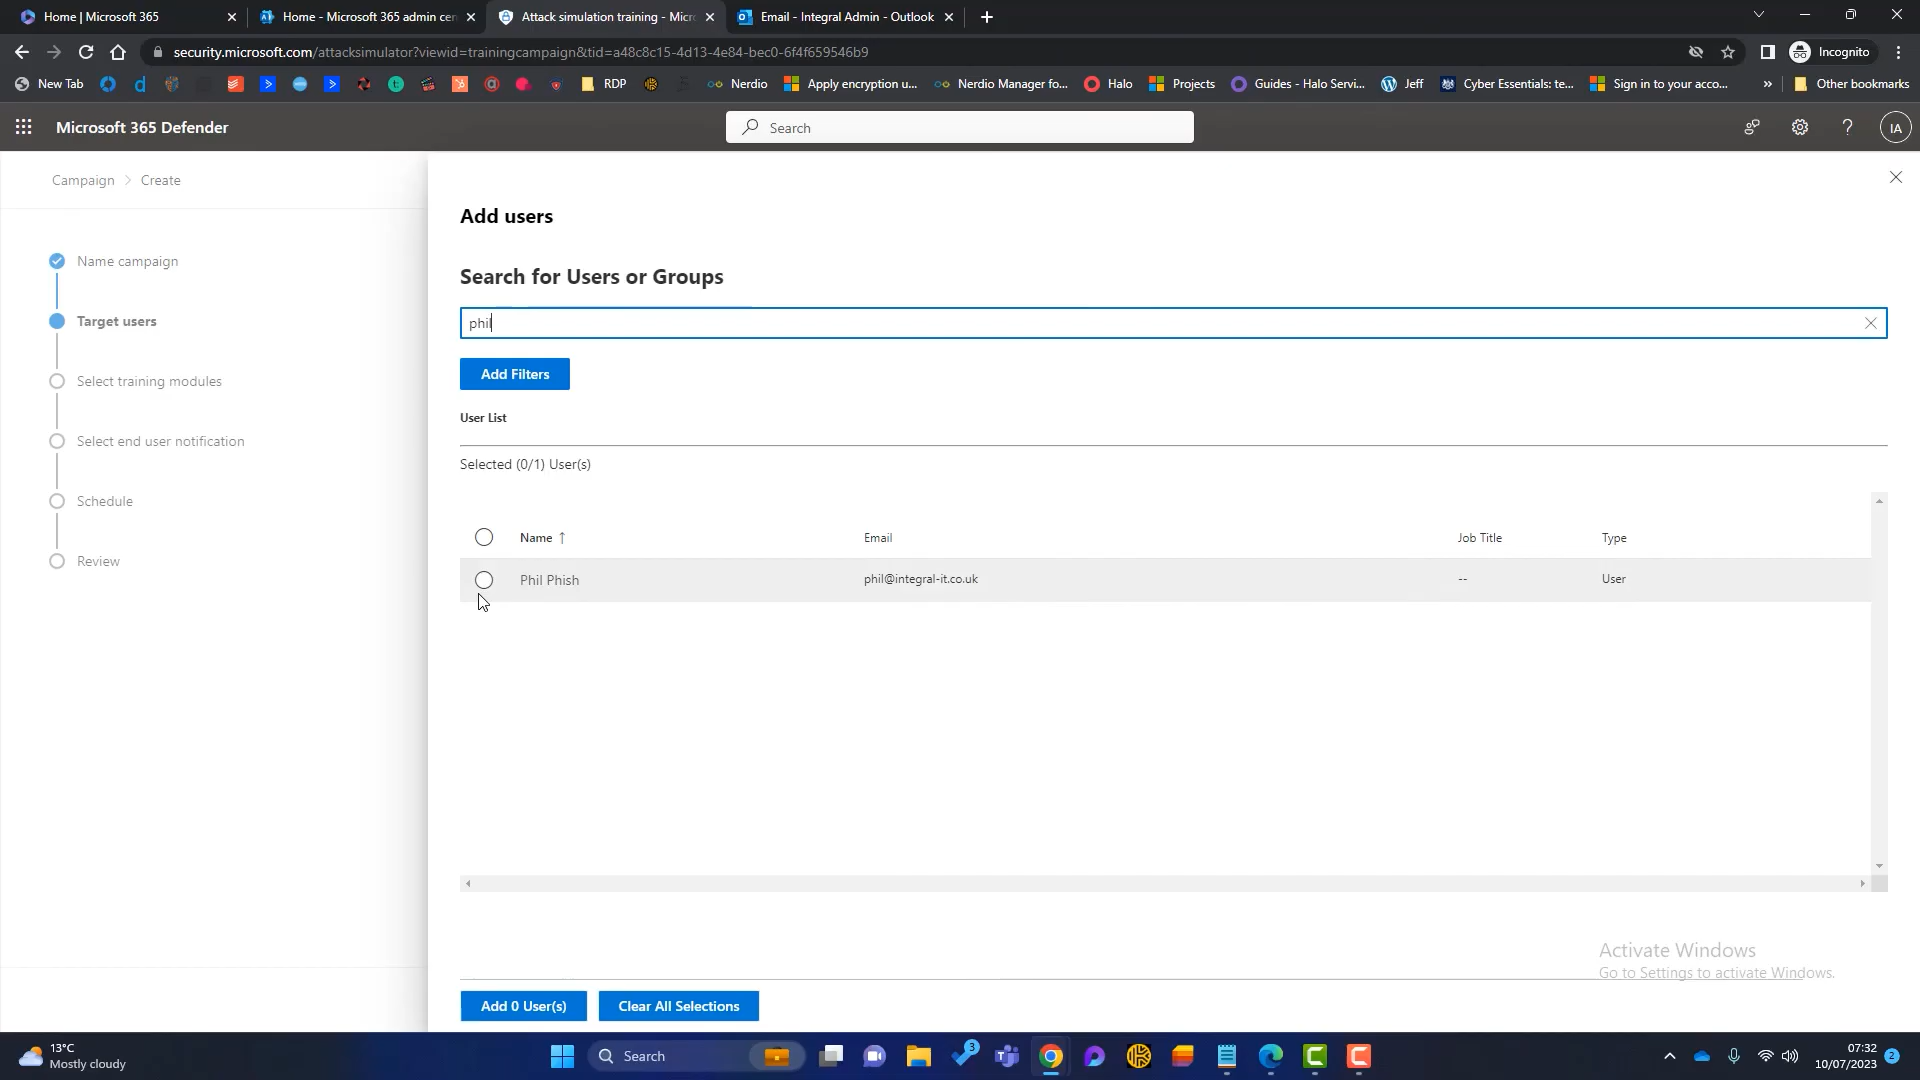 Home | Microsoft 365
Home - Microsoft 365 admin cen
Attack simulation training - Micro
Email - Integral Admin - Outlook
security.microsoft.com/attacksimulator?viewid=trainingcampaign&tid=a48c8c15-4d13-4e84-bec0-6f4f659546b9
Incognito
New Tab
RDP
Nerdio
Apply encryption u...
Nerdio Manager fo...
Halo
Projects
Guides - Halo Servi...
Jeff
Cyber Essentials: te...
Sign in to your acco...
»
Other bookmarks
Microsoft 365 Defender
Search
IA
Campaign > Create
Name campaign
Target users
Select training modules
Select end user notification
Schedule
Review
Add users
Search for Users or Groups
phil
Add Filters
User List
Selected (0/1) User(s)
Name ↑ Email Job Title Type
Phil Phish phil@integral-it.co.uk -- User
Activate Windows
Go to Settings to activate Windows.
Add 0 User(s)
Clear All Selections
13°C
Mostly cloudy
Search
3
07:32
10/07/2023
2